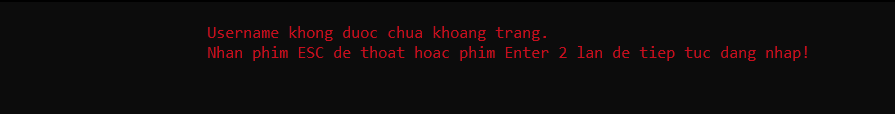 Username khong duoc chua khoang trang.
Nhan phim ESC de thoat hoac phim Enter 2 lan de tiep tuc dang nhap!